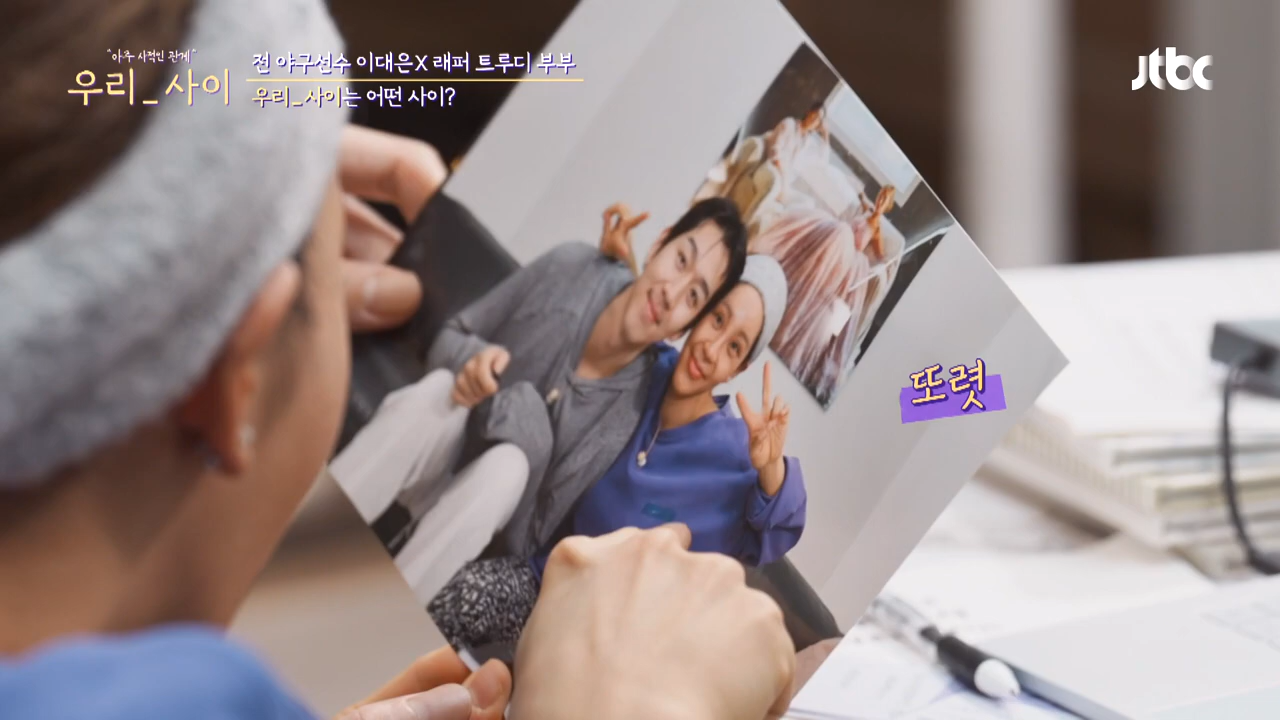 "아주 사적인 관계"
우리_사이
전 야구선수 이대은X 래퍼 트루디 부부
우리_사이는 어떤 사이?
jtbc
또렷